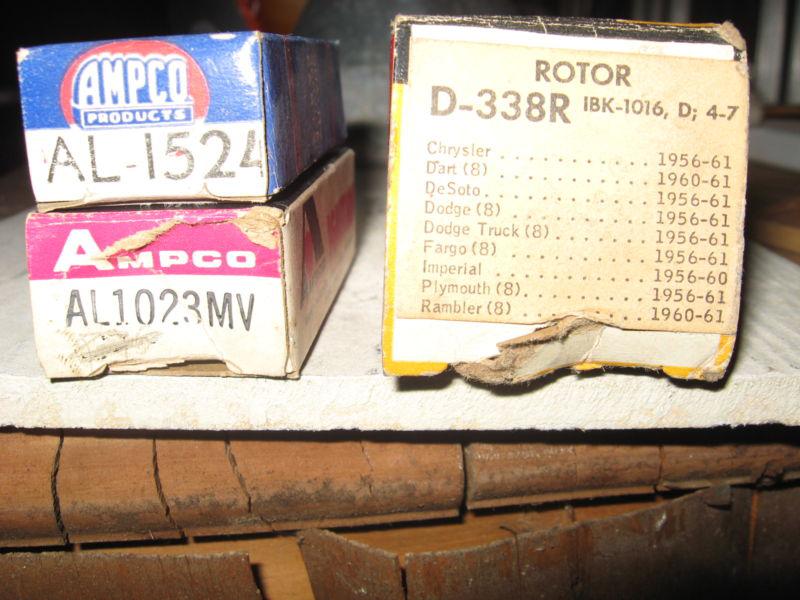 AMPCO
PRODUCTS
AL-1524
AMPCO
AL1023MV
ROTOR
D-338R IBK-1016, D; 4-7
Chrysler . . . . . . . . . . . . 1956-61
Dart (8) . . . . . . . . . . . . 1960-61
DeSoto . . . . . . . . . . . . 1956-61
Dodge (8) . . . . . . . . . . . 1956-61
Dodge Truck (8) . . . . . . . . 1956-61
Fargo (8) . . . . . . . . . . . 1956-61
Imperial . . . . . . . . . . . . 1956-60
Plymouth (8) . . . . . . . . . . 1956-61
Rambler (8) . . . . . . . . . . 1960-61